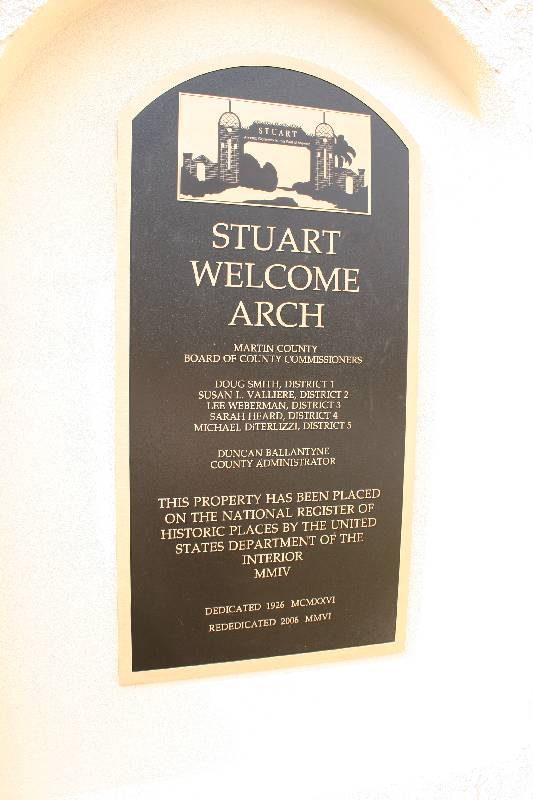 STUART
STUART
WELCOME
ARCH
MARTIN COUNTY
BOARD OF COUNTY COMMISSIONERS
DOUG SMITH, DISTRICT 1
SUSAN L. VALLIERE, DISTRICT 2
LEE WEBERMAN, DISTRICT 3
SARAH HEARD, DISTRICT 4
MICHAEL DITERLIZZI, DISTRICT 5
DUNCAN BALLANTYNE
COUNTY ADMINISTRATOR
THIS PROPERTY HAS BEEN PLACED
ON THE NATIONAL REGISTER OF
HISTORIC PLACES BY THE UNITED
STATES DEPARTMENT OF THE
INTERIOR
MMIV
DEDICATED 1926 MCMXXVI
REDEDICATED 2006 MMVI